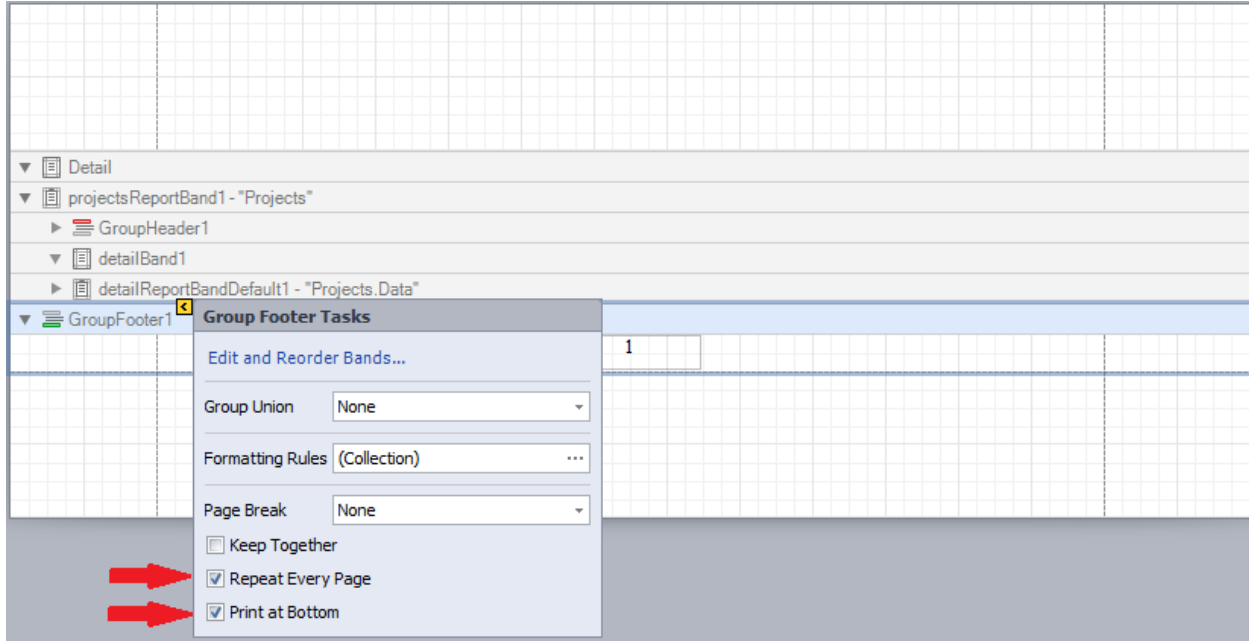 Detail
projectsReportBand1 - "Projects"
GroupHeader1
detailBand1
detailReportBandDefault1 - "Projects.Data"
GroupFooter1
1
Group Footer Tasks
Edit and Reorder Bands...
Group Union None
Formatting Rules (Collection) ...
Page Break None
Keep Together
Repeat Every Page
Print at Bottom